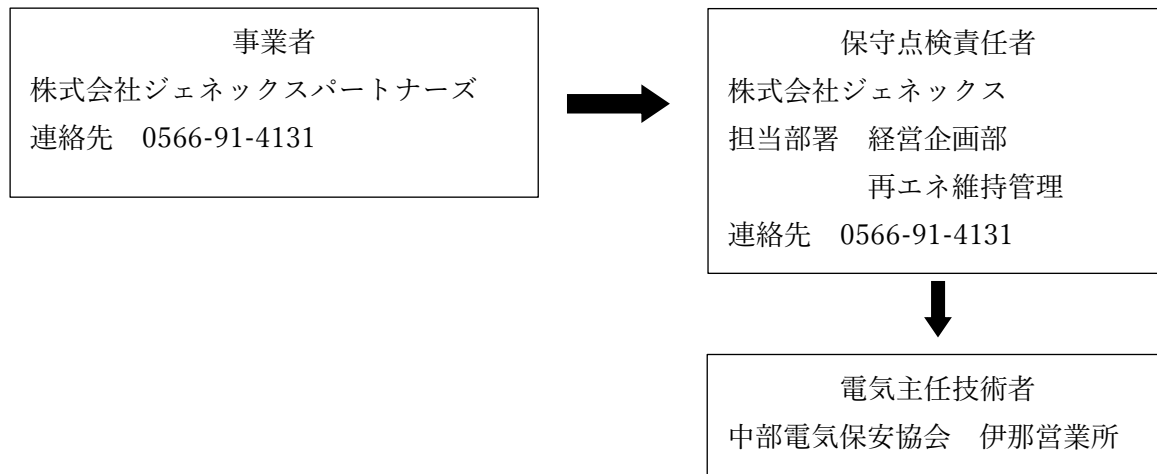 事業者
株式会社ジェネックスパートナーズ
連絡先　0566-91-4131
保守点検責任者
株式会社ジェネックス
担当部署　経営企画部
再エネ維持管理
連絡先　0566-91-4131
電気主任技術者
中部電気保安協会　伊那営業所